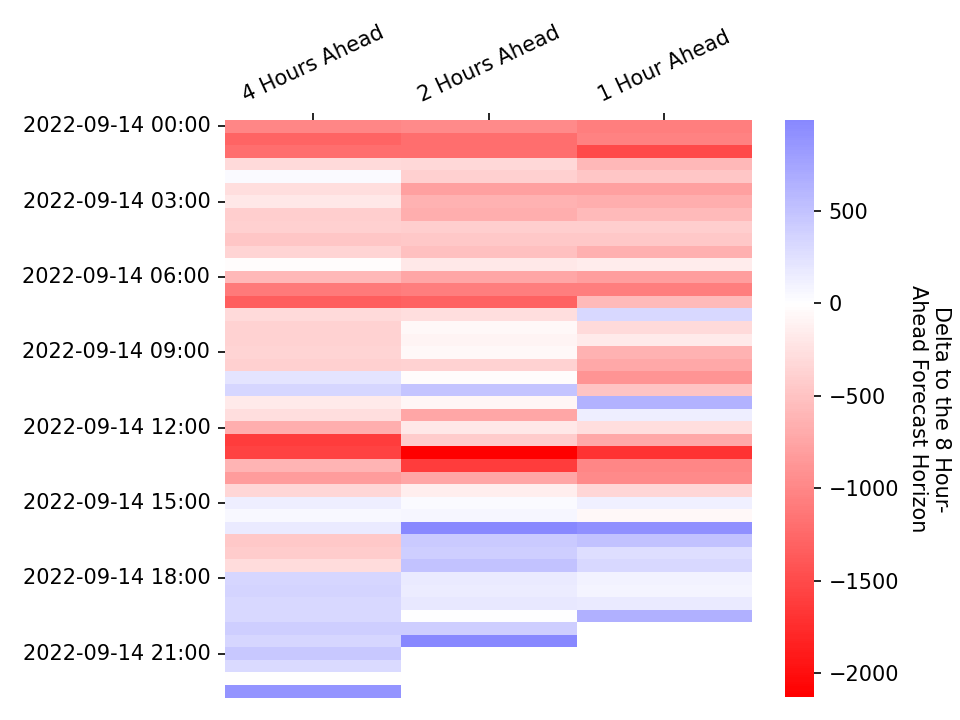 4 Hours Ahead
2 Hours Ahead
1 Hour Ahead
2022-09-14 00:00
2022-09-14 03:00
2022-09-14 06:00
2022-09-14 09:00
2022-09-14 12:00
2022-09-14 15:00
2022-09-14 18:00
2022-09-14 21:00
500
0
−500
−1000
−1500
−2000
Delta to the 8 Hour-
Ahead Forecast Horizon